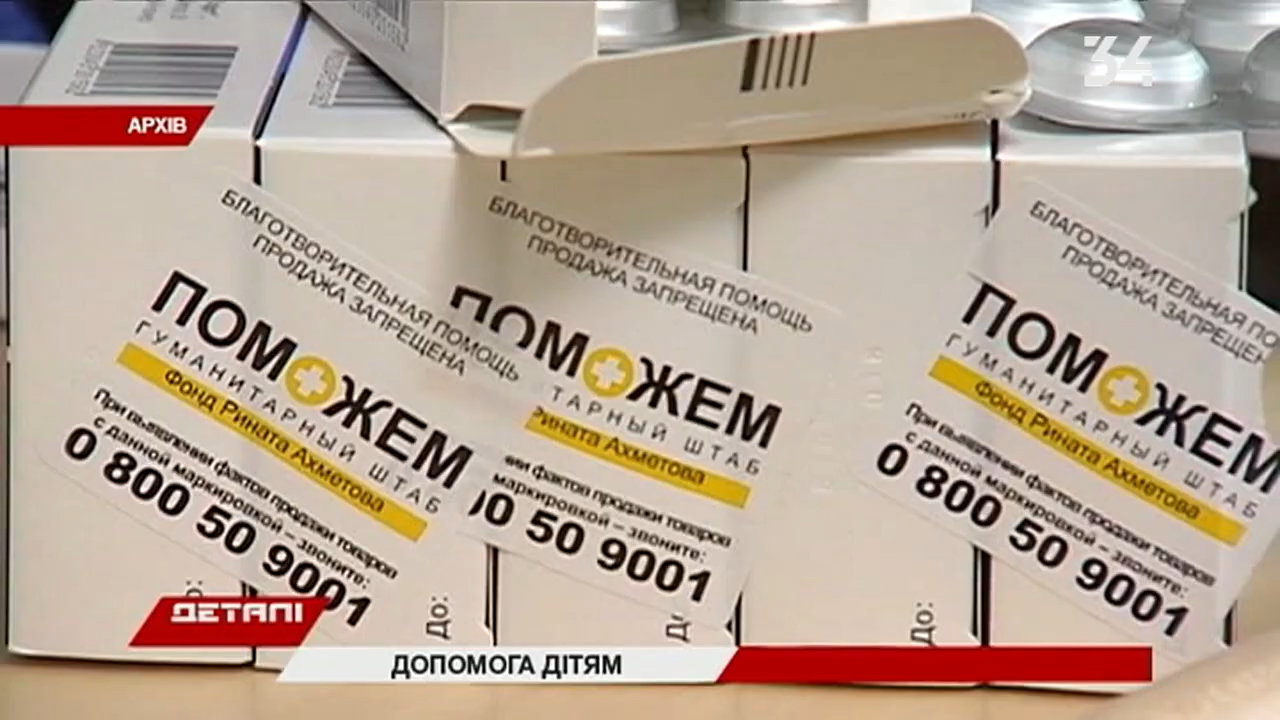 34
АРХІВ
БЛАГОТВОРИТЕЛЬНАЯ ПОМОЩЬ
ПРОДАЖА ЗАПРЕЩЕНА
ПОМОЖЕМ
ГУМАНИТАРНЫЙ ШТАБ
Фонд Рината Ахметова
При выявлении фактов продажи товаров
с данной маркировкой – звоните:
0 800 50 9001
До:
БЛАГОТВОРИТЕЛЬНАЯ ПОМОЩЬ
ПРОДАЖА ЗАПРЕЩЕНА
ПОМОЖЕМ
ТАРНЫЙ ШТАБ
Рината Ахметова
фактов продажи товаров
маркировкой – звоните:
00 50 9001
До:
БЛАГОТВОРИТЕЛЬНАЯ ПО
ПРОДАЖА ЗАПРЕЩЕН
ПОМОЖЕМ
ГУМАНИТАРНЫЙ ШТАБ
Фонд Рината Ахметова
При выявлении фактов продажи товаров
с данной маркировкой – звоните:
0 800 50 9001
До:
ДЕТАЛІ
ДОПОМОГА ДІТЯМ